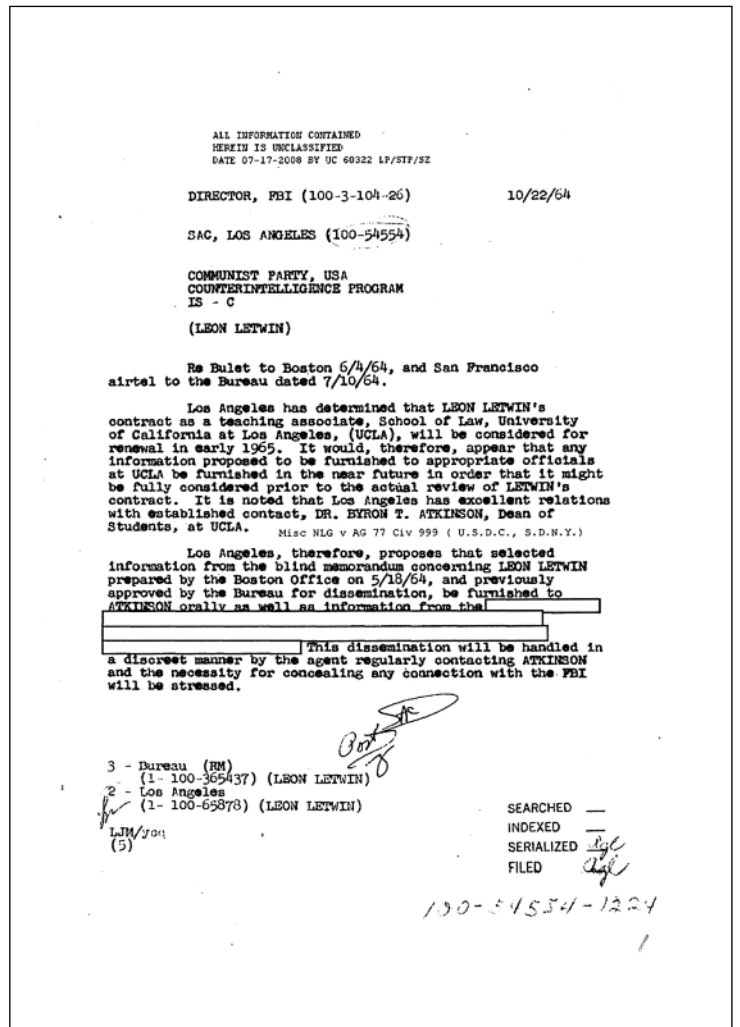 ALL INFORMATION CONTAINED
HEREIN IS UNCLASSIFIED
DATE 07-17-2008 BY UC 60322 LP/STP/SZ
DIRECTOR, FBI (100-3-104-26) 10/22/64
SAC, LOS ANGELES (100-54554)
COMMUNIST PARTY, USA
COUNTERINTELLIGENCE PROGRAM
IS - C
(LEON LETWIN)
Re Bulet to Boston 6/4/64, and San Francisco
airtel to the Bureau dated 7/10/64.
Los Angeles has determined that LEON LETWIN's
contract as a teaching associate, School of Law, University
of California at Los Angeles, (UCLA), will be considered for
renewal in early 1965. It would, therefore, appear that any
information proposed to be furnished to appropriate officials
at UCLA be furnished in the near future in order that it might
be fully considered prior to the actual review of LETWIN's
contract. It is noted that Los Angeles has excellent relations
with established contact, DR. BYRON T. ATKINSON, Dean of
Students, at UCLA. Misc NLG v AG 77 Civ 999 ( U.S.D.C., S.D.N.Y.)
Los Angeles, therefore, proposes that selected
information from the blind memorandum concerning LEON LETWIN
prepared by the Boston Office on 5/18/64, and previously
approved by the Bureau for dissemination, be furnished to
ATKINSON orally as well as information from the
This dissemination will be handled in
a discreet manner by the agent regularly contacting ATKINSON
and the necessity for concealing any connection with the FBI
will be stressed.
3 - Bureau (RM)
(1- 100-365437) (LEON LETWIN)
2 - Los Angeles
(1- 100-65878) (LEON LETWIN)
LJM/
(5)
SEARCHED
INDEXED
SERIALIZED
FILED
100-54554-1224
1